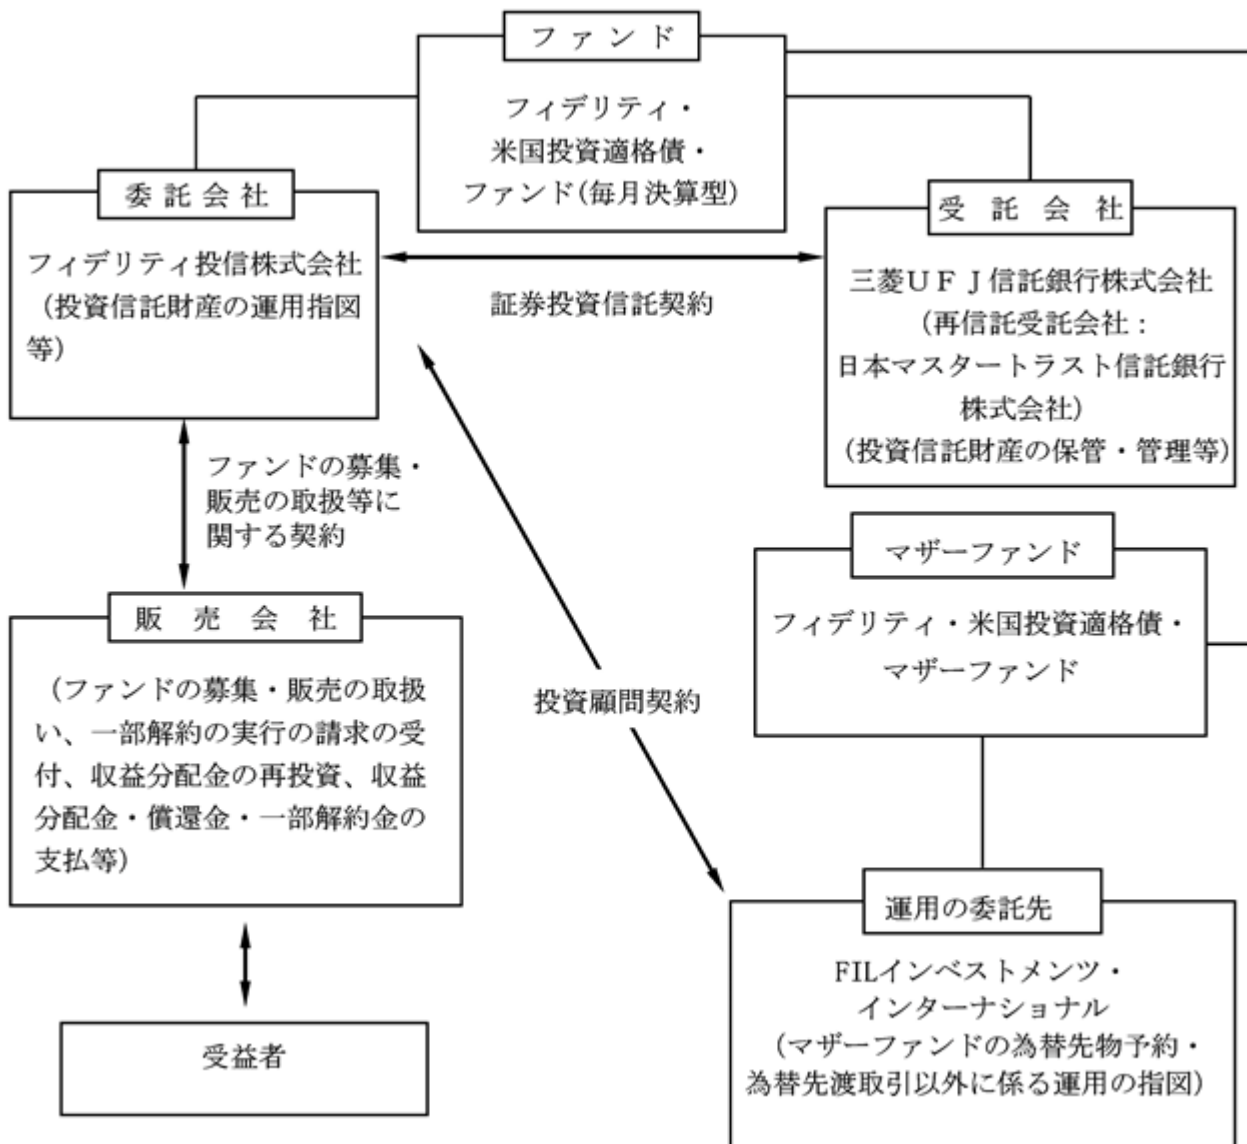 ファンド
フィデリティ・
米国投資適格債・
ファンド(毎月決算型)
委託会社
フィデリティ投信株式会社
(投資信託財産の運用指図
等)
証券投資信託契約
受託会社
三菱ＵＦＪ信託銀行株式会社
(再信託受託会社：
日本マスタートラスト信託銀行
株式会社)
(投資信託財産の保管・管理等)
ファンドの募集・
販売の取扱等に
関する契約
マザーファンド
フィデリティ・米国投資適格債・
マザーファンド
販売会社
(ファンドの募集・販売の取扱
い、一部解約の実行の請求の受
付、収益分配金の再投資、収益
分配金・償還金・一部解約金の
支払等)
投資顧問契約
運用の委託先
FILインベストメンツ・
インターナショナル
(マザーファンドの為替先物予約・
為替先渡取引以外に係る運用の指図)
受益者